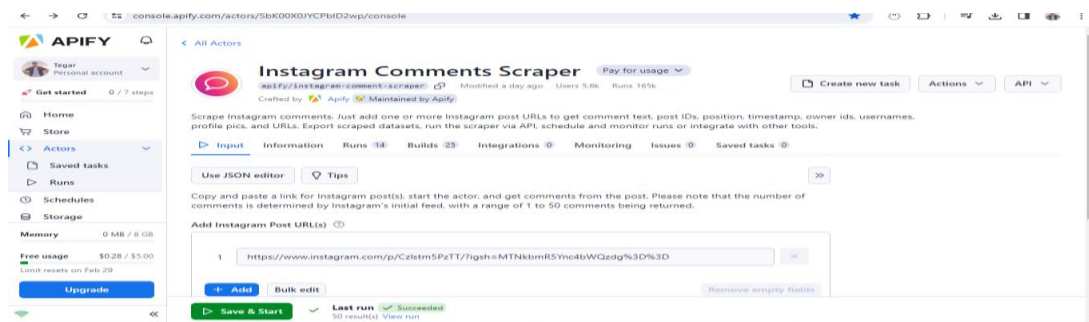 console.apify.com/actors/SbK00X0JYCPbtD2wp/console
APIFY
All Actors
Tegar
Personal account
Get started 0 / 7 steps
Home
Store
Actors
Saved tasks
Runs
Schedules
Storage
Memory 0 MB / 8 GB
Free usage $0.28 / $5.00
Limit resets on Feb 29
Upgrade
Instagram Comments Scraper Pay for usage
apify/instagram-comment-scraper Modified a day ago Users 5.6k Runs 165k
Crafted by Apify Maintained by Apify
Create new task Actions API
Scrape Instagram comments. Just add one or more Instagram post URLs to get comment text, post IDs, position, timestamp, owner ids, usernames,
profile pics, and URLs. Export scraped datasets, run the scraper via API, schedule and monitor runs or integrate with other tools.
Input Information Runs 14 Builds 25 Integrations 0 Monitoring Issues 0 Saved tasks 0
Use JSON editor Tips
Copy and paste a link for Instagram post(s), start the actor, and get comments from the post. Please note that the number of
comments is determined by Instagram's initial feed, with a range of 1 to 50 comments being returned.
Add Instagram Post URL(s)
1 https://www.instagram.com/p/CzlstmSPzTT/?igsh=MTNkbmR5Ync4bWQzdg%3D%3D
+ Add Bulk edit Remove empty fields
Save & Start Last run Succeeded
50 result(s) View run